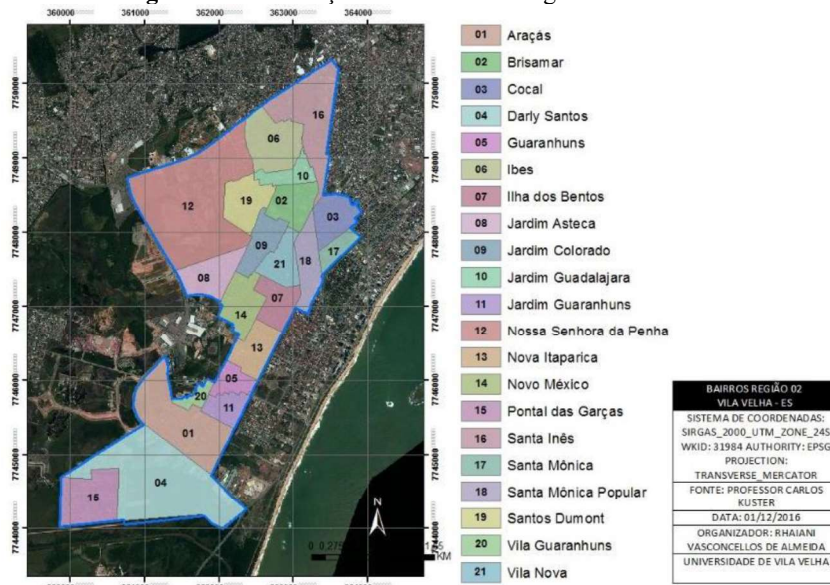 360000 361000 362000 363000 364000
7750000
7749000
7748000
7747000
7746000
7745000
7744000
16
06
10
12
19
02
03
09
17
21
18
08
07
14
13
05
20
11
01
04
15
N
KM
01 Araçás
02 Brisamar
03 Cocal
04 Darly Santos
05 Guaranhuns
06 Ibes
07 Ilha dos Bentos
08 Jardim Asteca
09 Jardim Colorado
10 Jardim Guadalajara
11 Jardim Guaranhuns
12 Nossa Senhora da Penha
13 Nova Itaparica
14 Novo México
15 Pontal das Garças
16 Santa Inês
17 Santa Mônica
18 Santa Mônica Popular
19 Santos Dumont
20 Vila Guaranhuns
21 Vila Nova
BAIRROS REGIÃO 02
VILA VELHA - ES
SISTEMA DE COORDENADAS:
SIRGAS_2000_UTM_ZONE_24S
WKID: 31984 AUTHORITY: EPSG
PROJECTION:
TRANSVERSE_MERCATOR
FONTE: PROFESSOR CARLOS
KUSTER
DATA: 01/12/2016
ORGANIZADOR: RHAIANI
VASCONCELLOS DE ALMEIDA
UNIVERSIDADE DE VILA VELHA